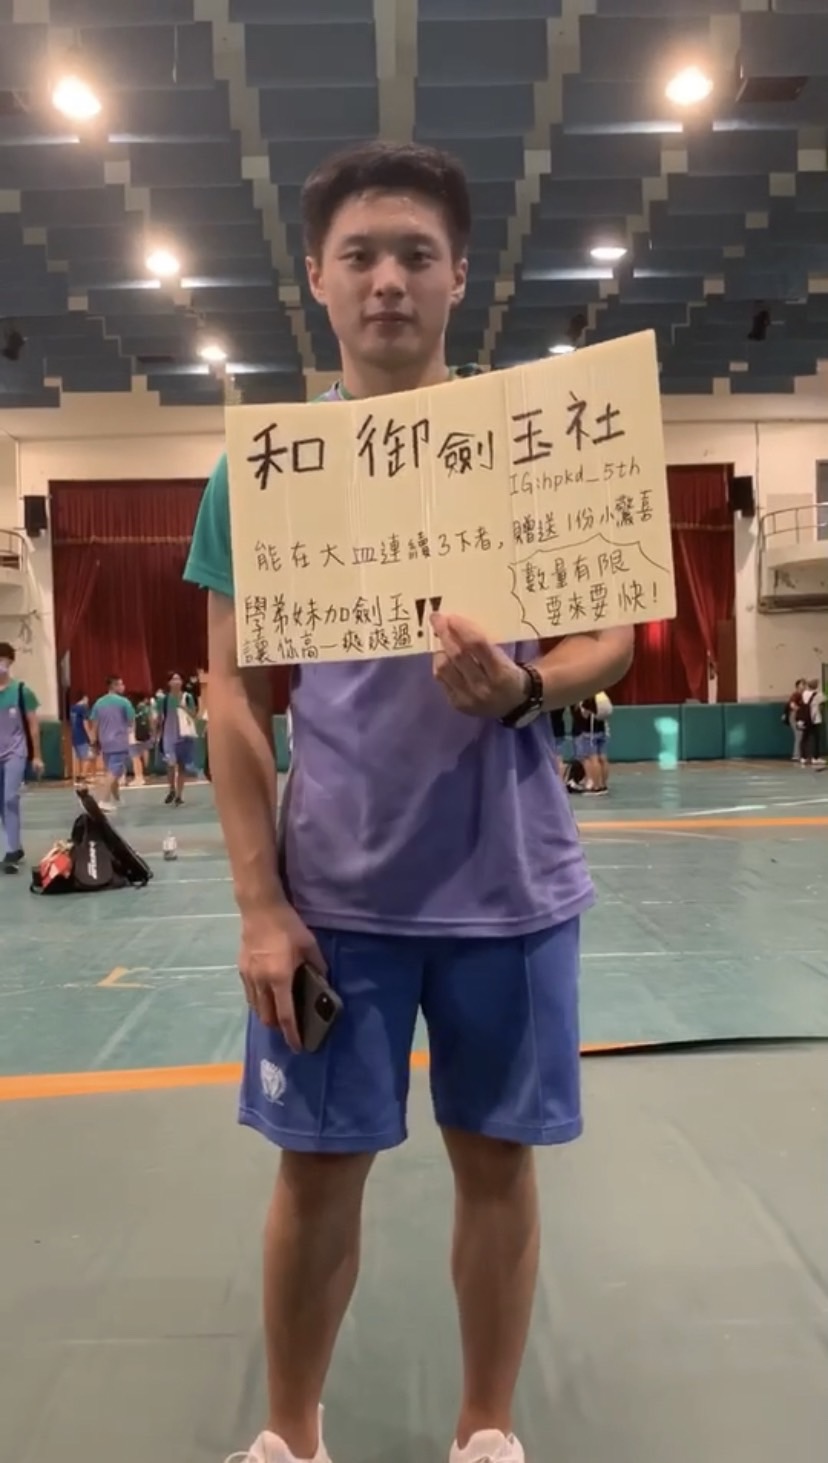 和御劍玉社
IG:hpkd_5th
能在大皿連續3下者，贈送1份小驚喜
數量有限
要來要快！
學弟妹加劍玉
讓你高一爽爽過!!